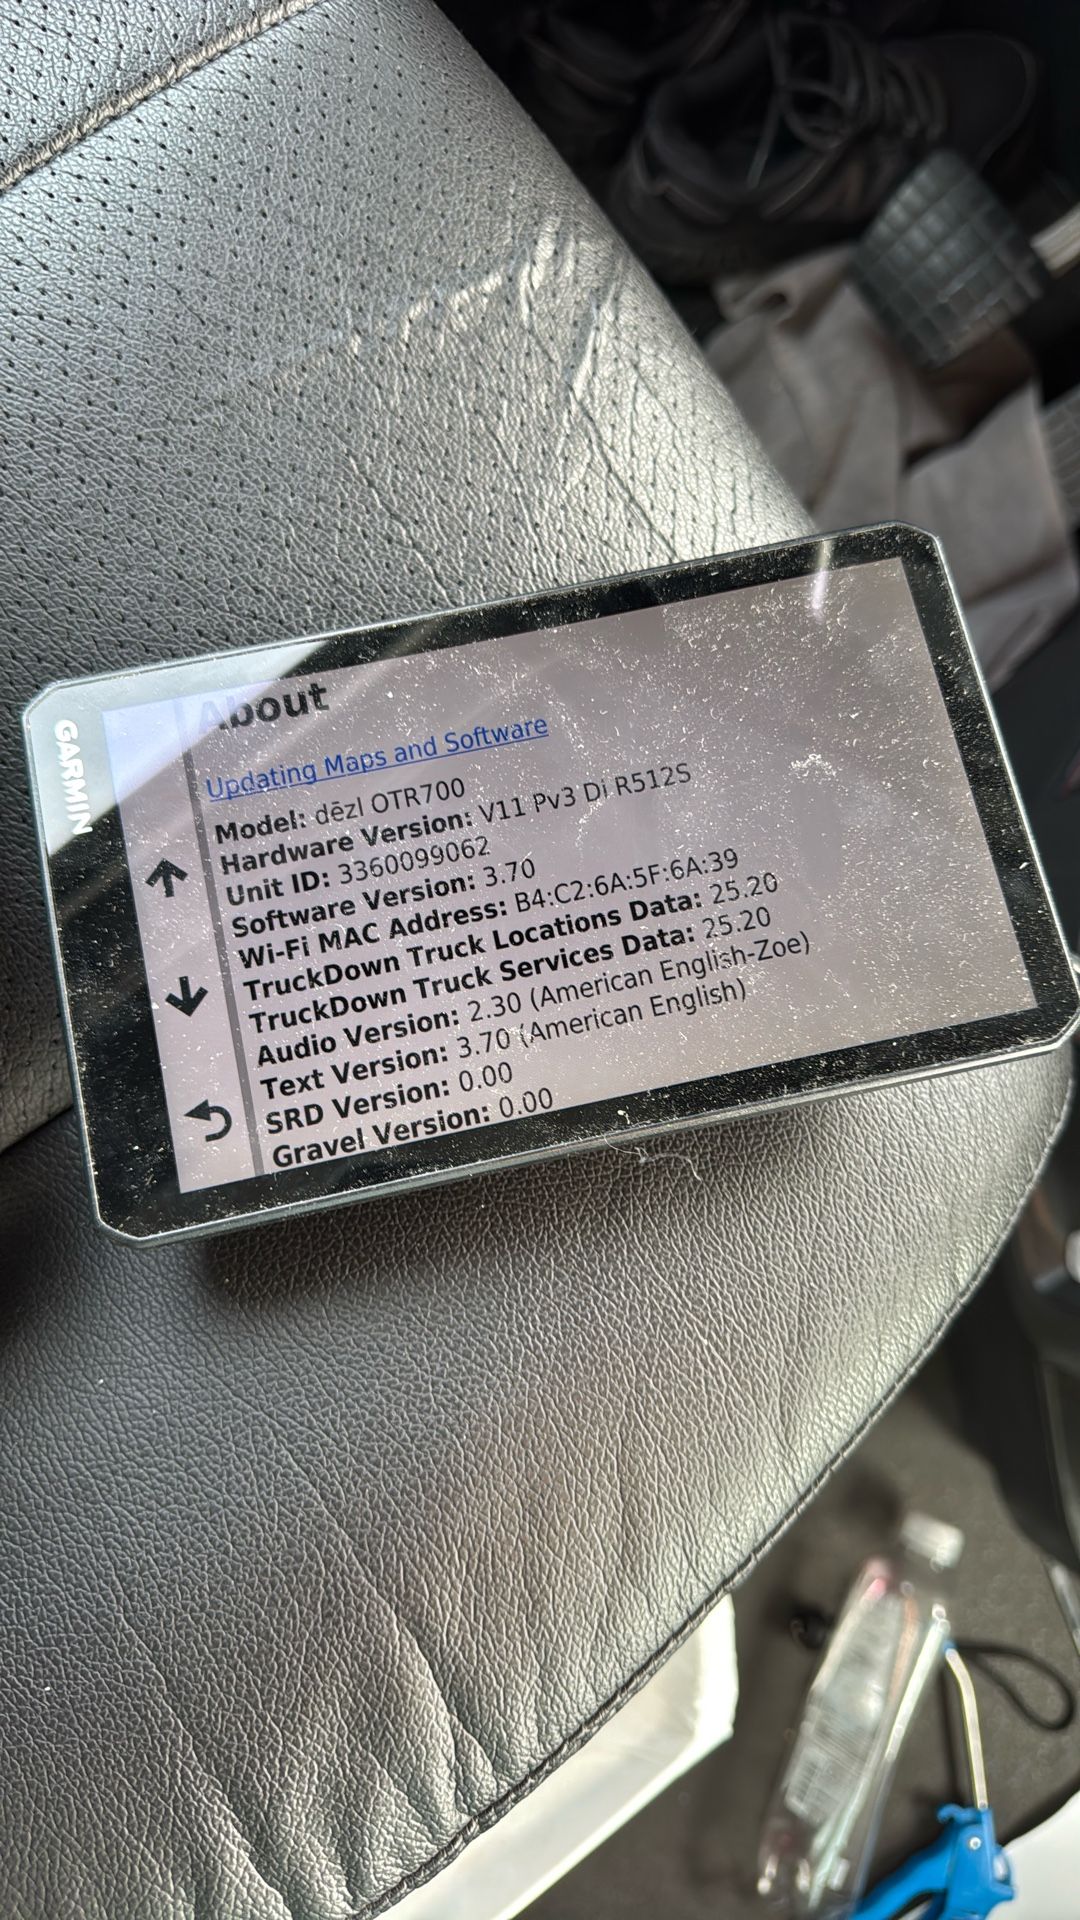 GARMIN
About
Updating Maps and Software
Model: dēzl OTR700
Hardware Version: V11 Pv3 Di R512S
Unit ID: 3360099062
Software Version: 3.70
Wi-Fi MAC Address: B4:C2:6A:5F:6A:39
TruckDown Truck Locations Data: 25.20
TruckDown Truck Services Data: 25.20
Audio Version: 2.30 (American English-Zoe)
Text Version: 3.70 (American English)
SRD Version: 0.00
Gravel Version: 0.00